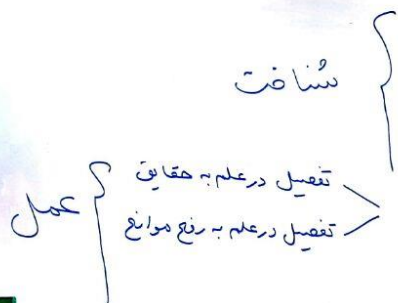 شناخت
تفصیل در علم به حقایق
تفصیل در علم به رفع موانع
عمل